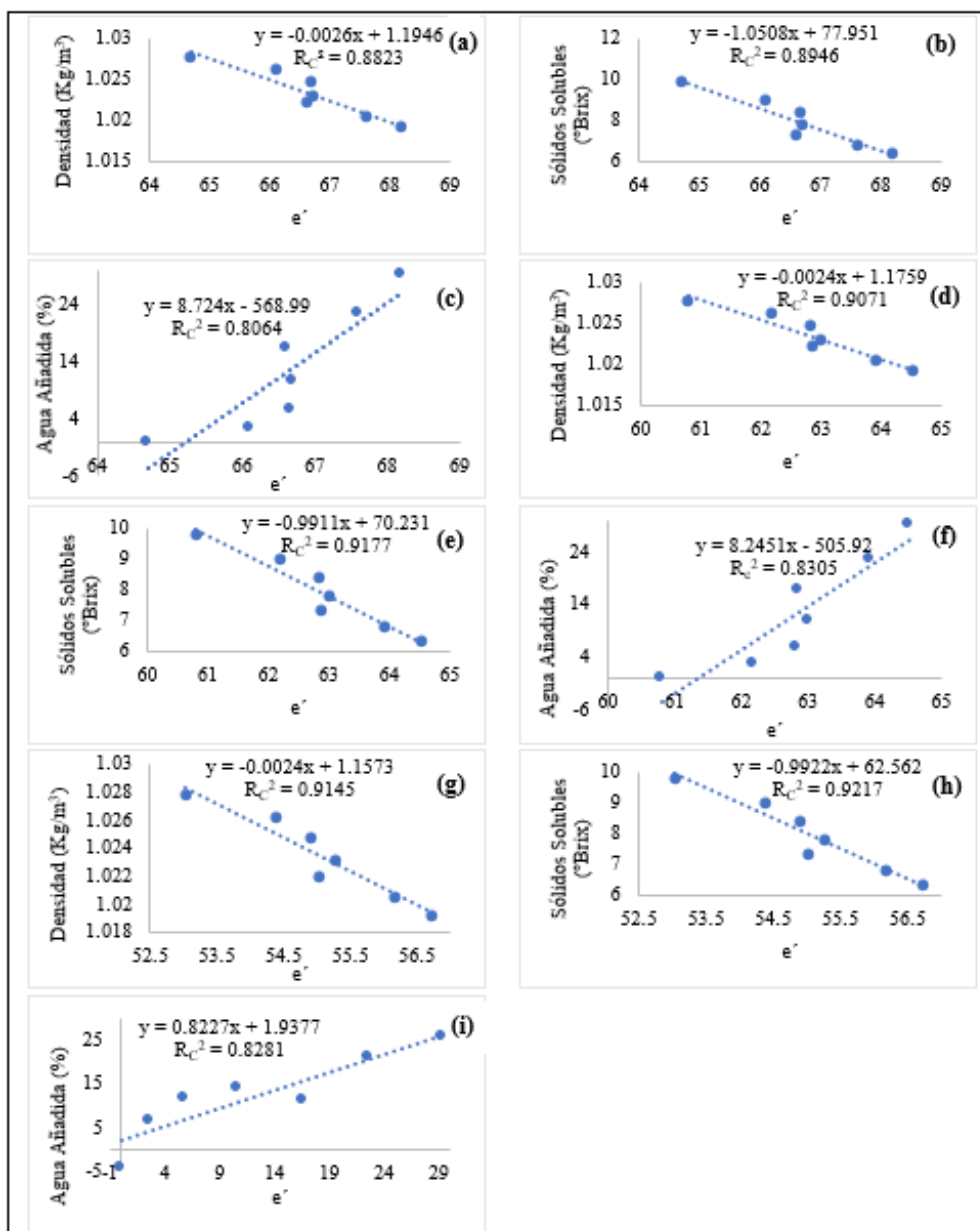 y = -0.0026x + 1.1946
(a)
R_C² = 0.8823
Densidad (Kg/m³)
1.03
1.025
1.02
1.015
64 65 66 67 68 69
e´
y = -1.0508x + 77.951
(b)
R_C² = 0.8946
Sólidos Solubles
(°Brix)
12
10
8
6
64 65 66 67 68 69
e´
(c)
y = 8.724x - 568.99
R_C² = 0.8064
Agua Añadida (%)
24
14
4
-6
64 65 66 67 68 69
e´
y = -0.0024x + 1.1759
(d)
R_C² = 0.9071
Densidad (Kg/m³)
1.03
1.025
1.02
1.015
60 61 62 63 64 65
e´
y = -0.9911x + 70.231
(e)
R_C² = 0.9177
Sólidos Solubles
(°Brix)
10
9
8
7
6
60 61 62 63 64 65
e´
(f)
y = 8.2451x - 505.92
R_c² = 0.8305
Agua Añadida (%)
24
14
4
-6
60 61 62 63 64 65
e´
y = -0.0024x + 1.1573
(g)
R_C² = 0.9145
Densidad (Kg/m³)
1.03
1.028
1.026
1.024
1.022
1.02
1.018
52.5 53.5 54.5 55.5 56.5
e´
y = -0.9922x + 62.562
(h)
R_C² = 0.9217
Sólidos Solubles
(°Brix)
10
9
8
7
6
52.5 53.5 54.5 55.5 56.5
e´
y = 0.8227x + 1.9377
(i)
R_C² = 0.8281
Agua Añadida (%)
25
15
5
-5
-1 4 9 14 19 24 29
e´